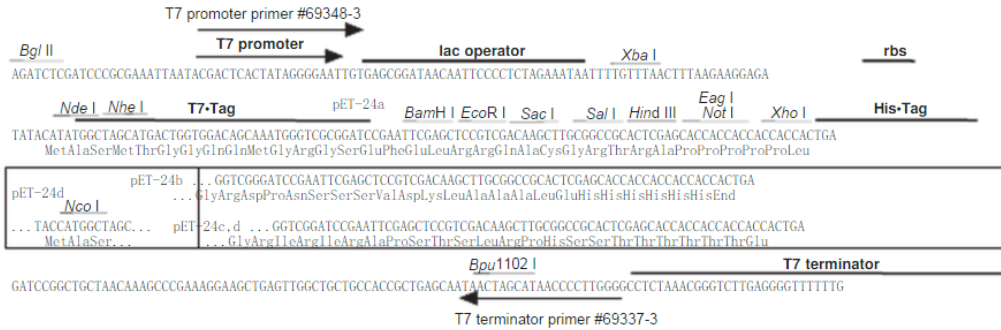 T7 promoter primer #69348-3
Bgl II T7 promoter lac operator Xba I rbs
AGATCTCGATCCCGCGAAATTAATACGACTCACTATAGGGGAATTGTGAGCGGATAACAATTCCCCTCTAGAAATAATTTTGTTTAACTTTAAGAAGGAGA
Nde I Nhe I T7•Tag pET-24a BamH I EcoR I Sac I Sal I Hind III Eag I Not I Xho I His•Tag
TATACATATGGCTAGCATGACTGGTGGACAGCAAATGGGTCGCGGATCCGAATTCGAGCTCCGTCGACAAGCTTGCGGCCGCACTCGAGCACCACCACCACCACCACTGA
MetAlaSerMetThrGlyGlyGlnGlnMetGlyArgGlySerGluPheGluLeuArgArgGlnAlaCysGlyArgThrArgAlaProProProProProLeu
pET-24b ...GGTCGGGATCCGAATTCGAGCTCCGTCGACAAGCTTGCGGCCGCACTCGAGCACCACCACCACCACCACTGA
pET-24d ...GlyArgAspProAsnSerSerSerValAspLysLeuAlaAlaAlaLeuGluHisHisHisHisHisHisEnd
Nco I
...TACCATGGCTAGC... pET-24c,d ...GGTCGGATCCGAATTCGAGCTCCGTCGACAAGCTTGCGGCCGCACTCGAGCACCACCACCACCACCACTGA
MetAlaSer... ...GlyArgIleArgIleArgAlaProSerThrSerLeuArgProHisSerSerThrThrThrThrThrThrGlu
Bpu1102 I T7 terminator
GATCCGGCTGCTAACAAAGCCCGAAAGGAAGCTGAGTTGGCTGCTGCCACCGCTGAGCAATAACTAGCATAACCCCTTGGGGCCTCTAAACGGGTCTTGAGGGGTTTTTTG
T7 terminator primer #69337-3